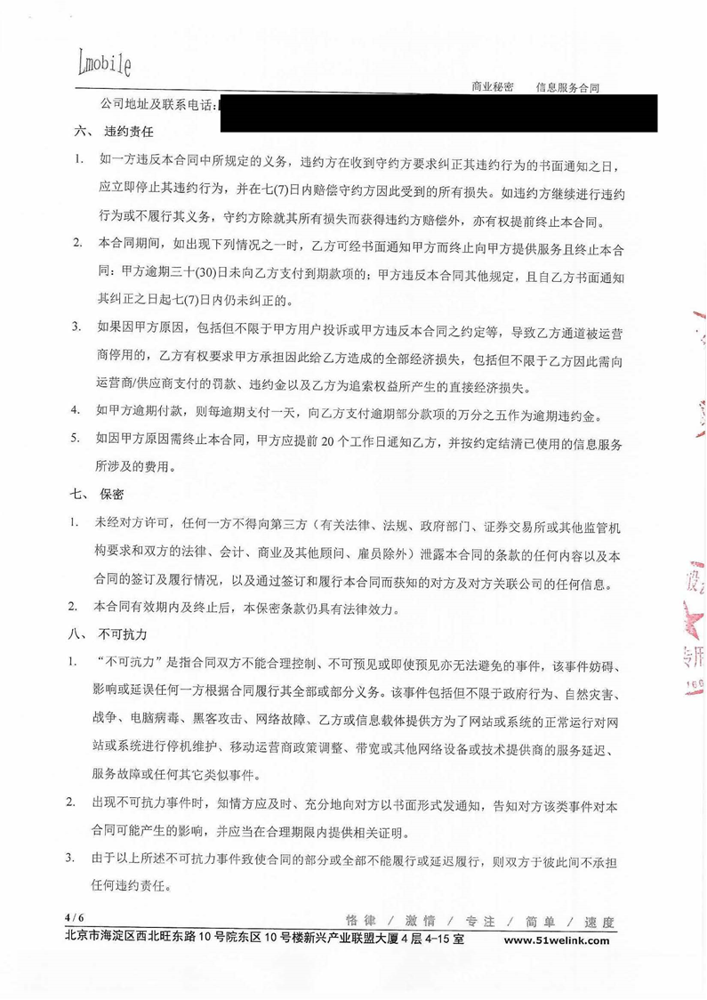 Lmobile
商业秘密 信息服务合同
公司地址及联系电话:
六、 违约责任
1. 如一方违反本合同中所规定的义务，违约方在收到守约方要求纠正其违约行为的书面通知之日，
应立即停止其违约行为，并在七(7)日内赔偿守约方因此受到的所有损失。如违约方继续进行违约
行为或不履行其义务，守约方除就其所有损失而获得违约方赔偿外，亦有权提前终止本合同。
2. 本合同期间，如出现下列情况之一时，乙方可经书面通知甲方而终止向甲方提供服务且终止本合
同：甲方逾期三十(30)日未向乙方支付到期款项的；甲方违反本合同其他规定，且自乙方书面通知
其纠正之日起七(7)日内仍未纠正的。
3. 如果因甲方原因，包括但不限于甲方用户投诉或甲方违反本合同之约定等，导致乙方通道被运营
商停用的，乙方有权要求甲方承担因此给乙方造成的全部经济损失，包括但不限于乙方因此需向
运营商/供应商支付的罚款、违约金以及乙方为追索权益所产生的直接经济损失。
4. 如甲方逾期付款，则每逾期支付一天，向乙方支付逾期部分款项的万分之五作为逾期违约金。
5. 如因甲方原因需终止本合同，甲方应提前 20 个工作日通知乙方，并按约定结清已使用的信息服务
所涉及的费用。
七、 保密
1. 未经对方许可，任何一方不得向第三方（有关法律、法规、政府部门、证券交易所或其他监管机
构要求和双方的法律、会计、商业及其他顾问、雇员除外）泄露本合同的条款的任何内容以及本
合同的签订及履行情况，以及通过签订和履行本合同而获知的对方及对方关联公司的任何信息。
2. 本合同有效期内及终止后，本保密条款仍具有法律效力。
八、 不可抗力
1. “不可抗力”是指合同双方不能合理控制、不可预见或即使预见亦无法避免的事件，该事件妨碍、
影响或延误任何一方根据合同履行其全部或部分义务。该事件包括但不限于政府行为、自然灾害、
战争、电脑病毒、黑客攻击、网络故障、乙方或信息载体提供方为了网站或系统的正常运行对网
站或系统进行停机维护、移动运营商政策调整、带宽或其他网络设备或技术提供商的服务延迟、
服务故障或任何其它类似事件。
2. 出现不可抗力事件时，知情方应及时、充分地向对方以书面形式发通知，告知对方该类事件对本
合同可能产生的影响，并应当在合理期限内提供相关证明。
3. 由于以上所述不可抗力事件致使合同的部分或全部不能履行或延迟履行，则双方于彼此间不承担
任何违约责任。
4 / 6
恪律 / 激情 / 专注 / 简单 / 速度
北京市海淀区西北旺东路 10 号院东区 10 号楼新兴产业联盟大厦 4 层 4-15 室 www.51welink.com